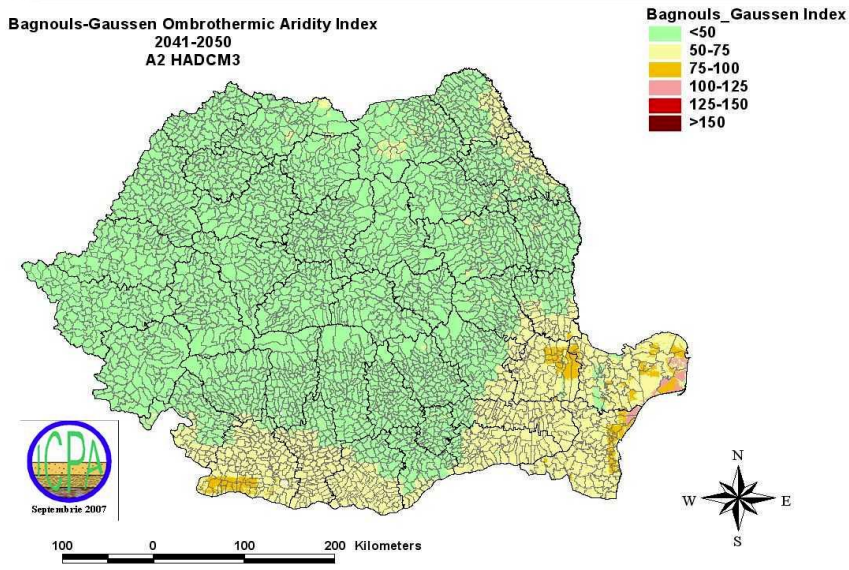 Bagnouls-Gaussen Ombrothermic Aridity Index
2041-2050
A2 HADCM3
Bagnouls_Gaussen Index
<50
50-75
75-100
100-125
125-150
>150
ICPA
Septembrie 2007
N
W
E
S
100 0 100 200 Kilometers